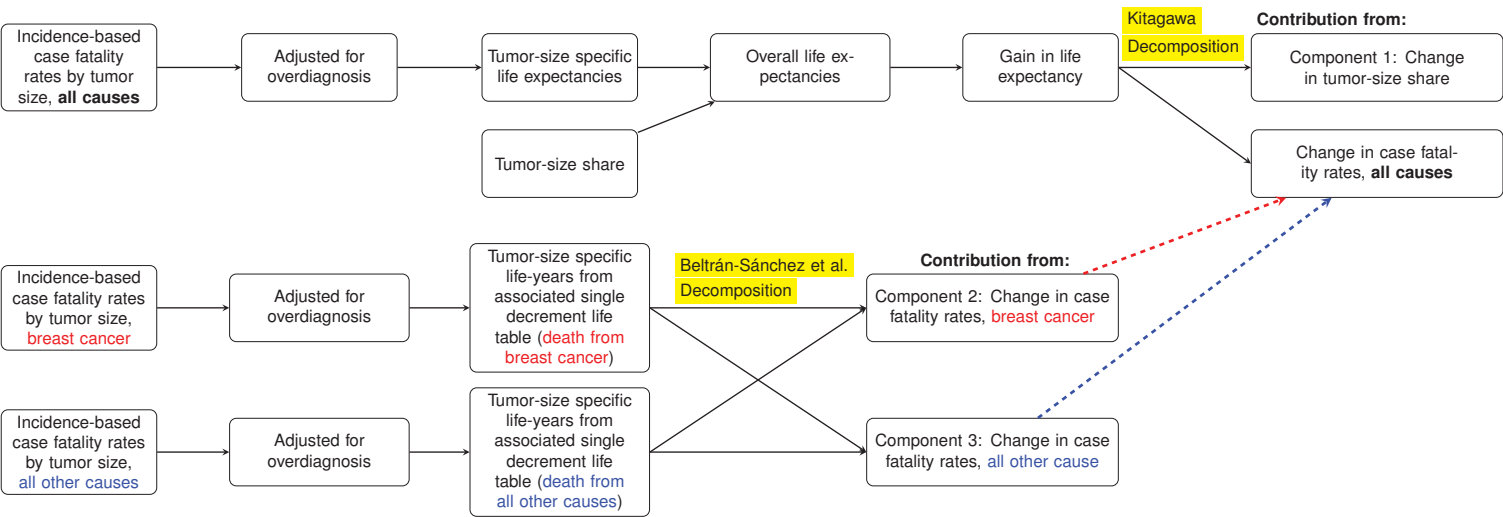 Incidence-based
case fatality
rates by tumor
size, all causes
Adjusted for
overdiagnosis
Tumor-size specific
life expectancies
Overall life ex-
pectancies
Gain in life
expectancy
Kitagawa
Decomposition
Contribution from:
Component 1: Change
in tumor-size share
Tumor-size share
Change in case fatal-
ity rates, all causes
Incidence-based
case fatality rates
by tumor size,
breast cancer
Adjusted for
overdiagnosis
Tumor-size specific
life-years from
associated single
decrement life
table (death from
breast cancer)
Beltrán-Sánchez et al.
Decomposition
Contribution from:
Component 2: Change in case
fatality rates, breast cancer
Incidence-based
case fatality rates
by tumor size,
all other causes
Adjusted for
overdiagnosis
Tumor-size specific
life-years from
associated single
decrement life
table (death from
all other causes)
Component 3: Change in case
fatality rates, all other cause